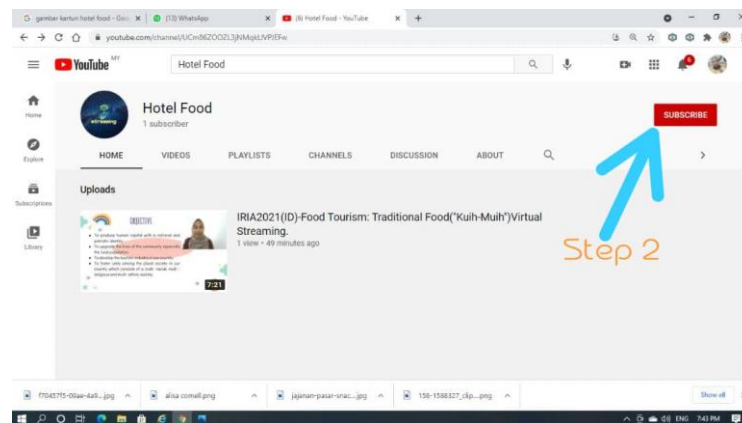 gambar kartun hotel food - Goo
(13) WhatsApp
(6) Hotel Food - YouTube
youtube.com/channel/
YouTube MY
Hotel Food
Home
Explore
Subscriptions
Library
streaming
Hotel Food
1 subscriber
SUBSCRIBE
HOME VIDEOS PLAYLISTS CHANNELS DISCUSSION ABOUT
Uploads
OBJECTIVE
7:21
IRIA2021(ID)-Food Tourism: Traditional Food("Kuih-Muih")Virtual
Streaming.
1 view • 49 minutes ago
Step 2
alisa comell.png
jajanan-pasar-snac....jpg
Show all
ENG 7:43 PM